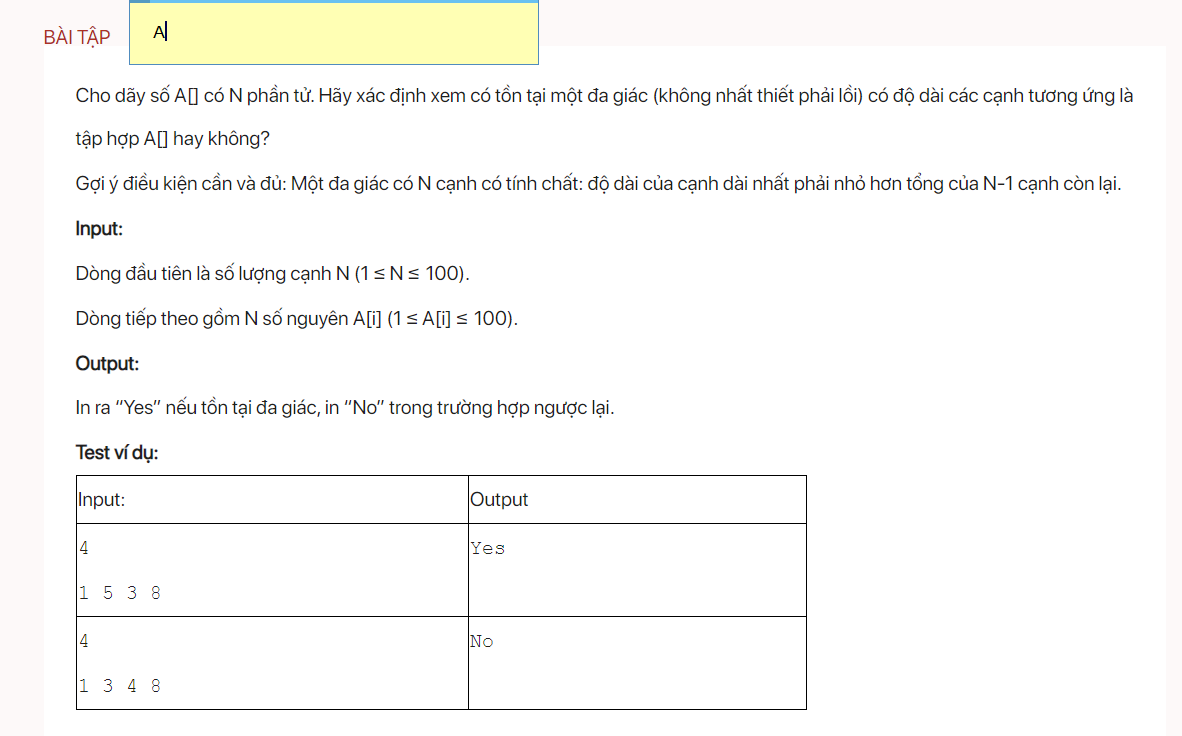 BÀI TẬP
A
Cho dãy số A[] có N phần tử. Hãy xác định xem có tồn tại một đa giác (không nhất thiết phải lồi) có độ dài các cạnh tương ứng là
tập hợp A[] hay không?
Gợi ý điều kiện cần và đủ: Một đa giác có N cạnh có tính chất: độ dài của cạnh dài nhất phải nhỏ hơn tổng của N-1 cạnh còn lại.
Input:
Dòng đầu tiên là số lượng cạnh N (1 ≤ N ≤ 100).
Dòng tiếp theo gồm N số nguyên A[i] (1 ≤ A[i] ≤ 100).
Output:
In ra “Yes” nếu tồn tại đa giác, in “No” trong trường hợp ngược lại.
Test ví dụ:
Input: Output
4 Yes
1 5 3 8
4 No
1 3 4 8